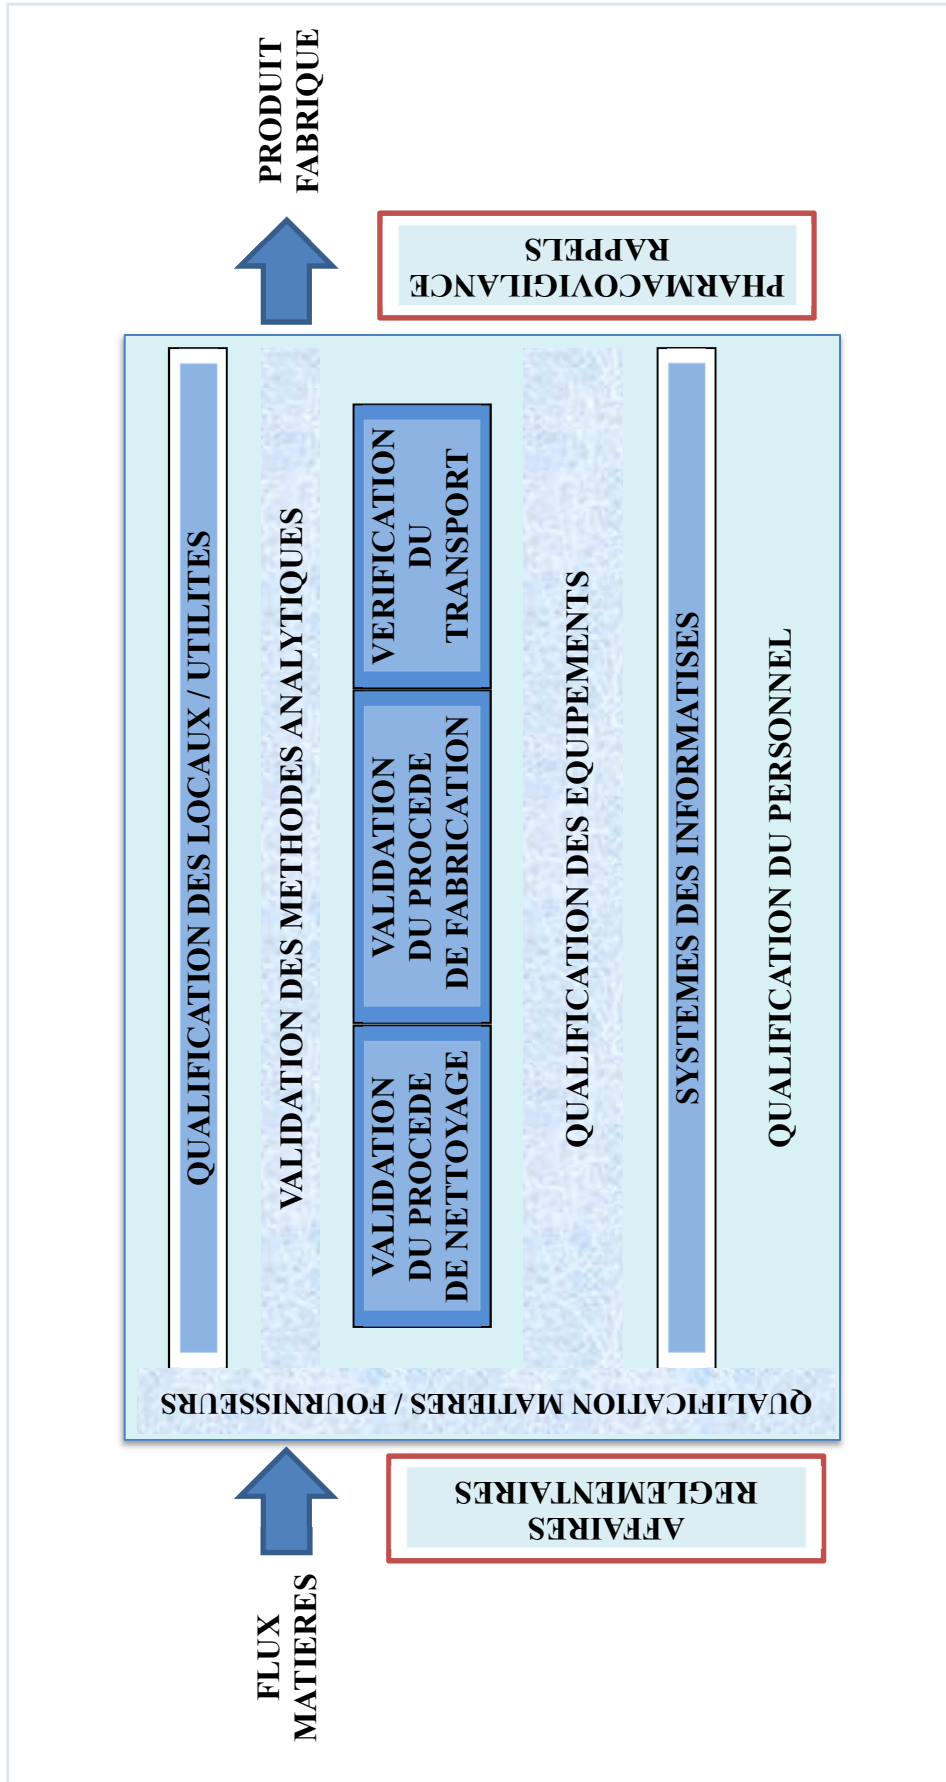 FLUX
MATIERES
AFFAIRES
REGLEMENTAIRES
QUALIFICATION MATIERES / FOURNISSEURS
QUALIFICATION DES LOCAUX / UTILITES
VALIDATION DES METHODES ANALYTIQUES
VALIDATION
DU PROCEDE
DE NETTOYAGE
VALIDATION
DU PROCEDE
DE FABRICATION
VERIFICATION
DU
TRANSPORT
QUALIFICATION DES EQUIPEMENTS
SYSTEMES DES INFORMATISES
QUALIFICATION DU PERSONNEL
PRODUIT
FABRIQUE
PHARMACOVIGILANCE
RAPPELS